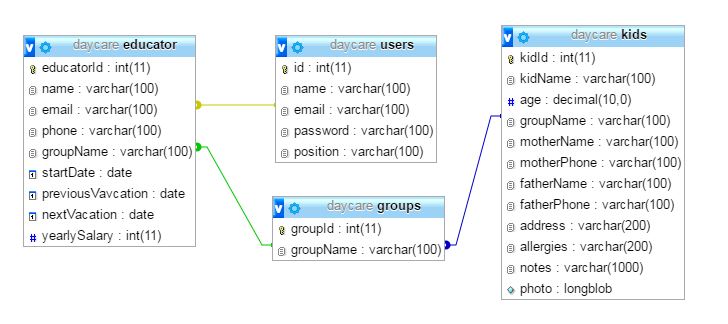 daycare educator
educatorId : int(11)
name : varchar(100)
email : varchar(100)
phone : varchar(100)
groupName : varchar(100)
startDate : date
previousVavcation : date
nextVacation : date
yearlySalary : int(11)
daycare users
id : int(11)
name : varchar(100)
email : varchar(100)
password : varchar(100)
position : varchar(100)
daycare groups
groupId : int(11)
groupName : varchar(100)
daycare kids
kidId : int(11)
kidName : varchar(100)
age : decimal(10,0)
groupName : varchar(100)
motherName : varchar(100)
motherPhone : varchar(100)
fatherName : varchar(100)
fatherPhone : varchar(100)
address : varchar(200)
allergies : varchar(200)
notes : varchar(1000)
photo : longblob